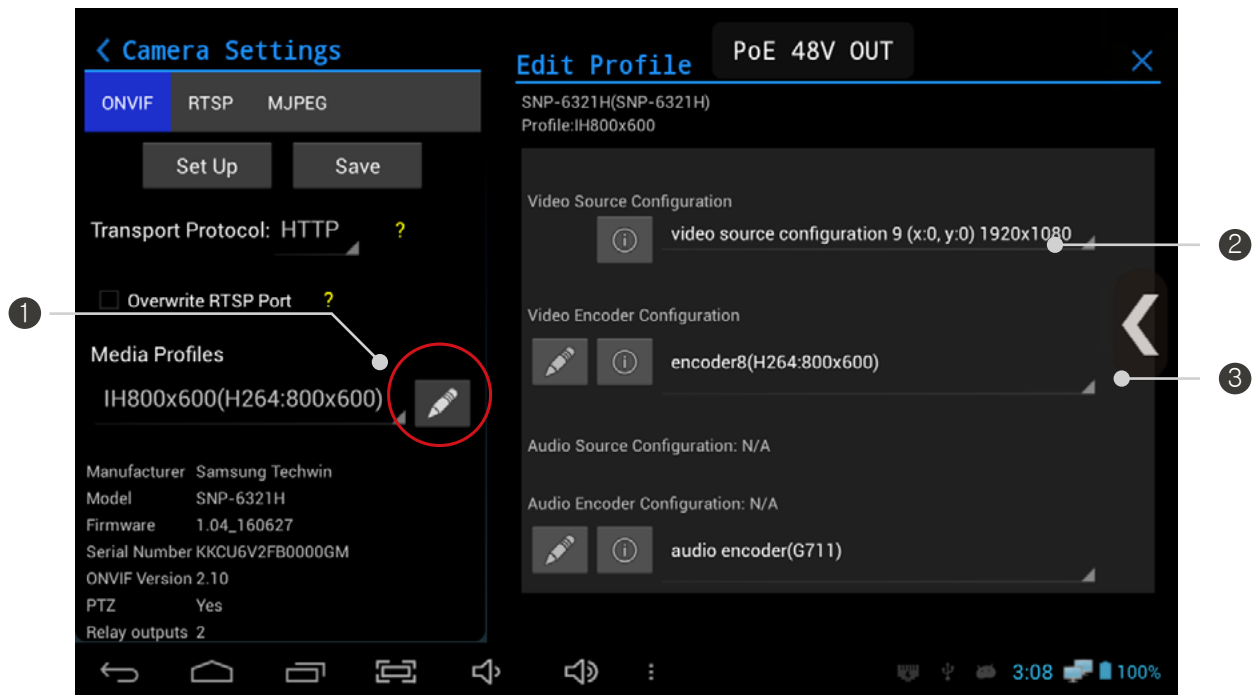 Camera Settings
ONVIF RTSP MJPEG
Set Up Save
Transport Protocol: HTTP ?
Overwrite RTSP Port ?
Media Profiles
IH800x600(H264:800x600)
Manufacturer Samsung Techwin
Model SNP-6321H
Firmware 1.04_160627
Serial Number KKCU6V2FB0000GM
ONVIF Version 2.10
PTZ Yes
Relay outputs 2
1
PoE 48V OUT
Edit Profile
SNP-6321H(SNP-6321H)
Profile:IH800x600
Video Source Configuration
video source configuration 9 (x:0, y:0) 1920x1080
2
Video Encoder Configuration
encoder8(H264:800x600)
3
Audio Source Configuration: N/A
Audio Encoder Configuration: N/A
audio encoder(G711)
3:08 100%